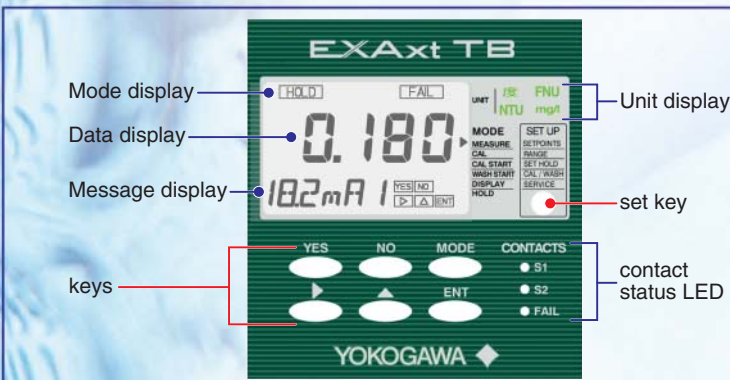 EXAxt TB
Mode display
HOLD FAIL
UNIT 度 FNU
NTU mg/l
Unit display
Data display
0.180
MODE
MEASURE
CAL
CAL START
WASH START
DISPLAY
HOLD
SET UP
SETPOINTS
RANGE
SET HOLD
CAL / WASH
SERVICE
Message display
18.2mA 1
YES NO
ENT
set key
keys
YES NO MODE
ENT
CONTACTS
S1
S2
FAIL
contact
status LED
YOKOGAWA